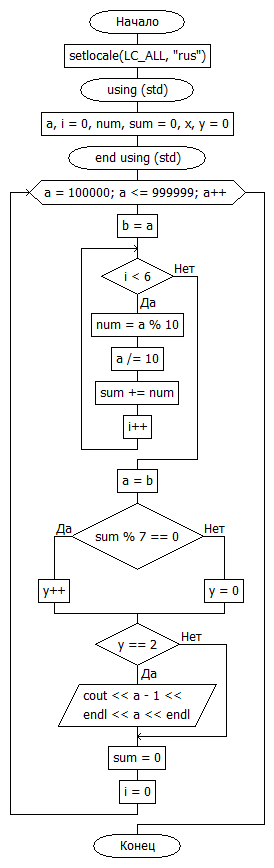 Начало
setlocale(LC_ALL, "rus")
using (std)
a, i = 0, num, sum = 0, x, y = 0
end using (std)
a = 100000; a <= 999999; a++
b = a
i < 6
Нет
Да
num = a % 10
a /= 10
sum += num
i++
a = b
Да
sum % 7 == 0
Нет
y++
y = 0
y == 2
Нет
Да
cout << a - 1 <<
endl << a << endl
sum = 0
i = 0
Конец